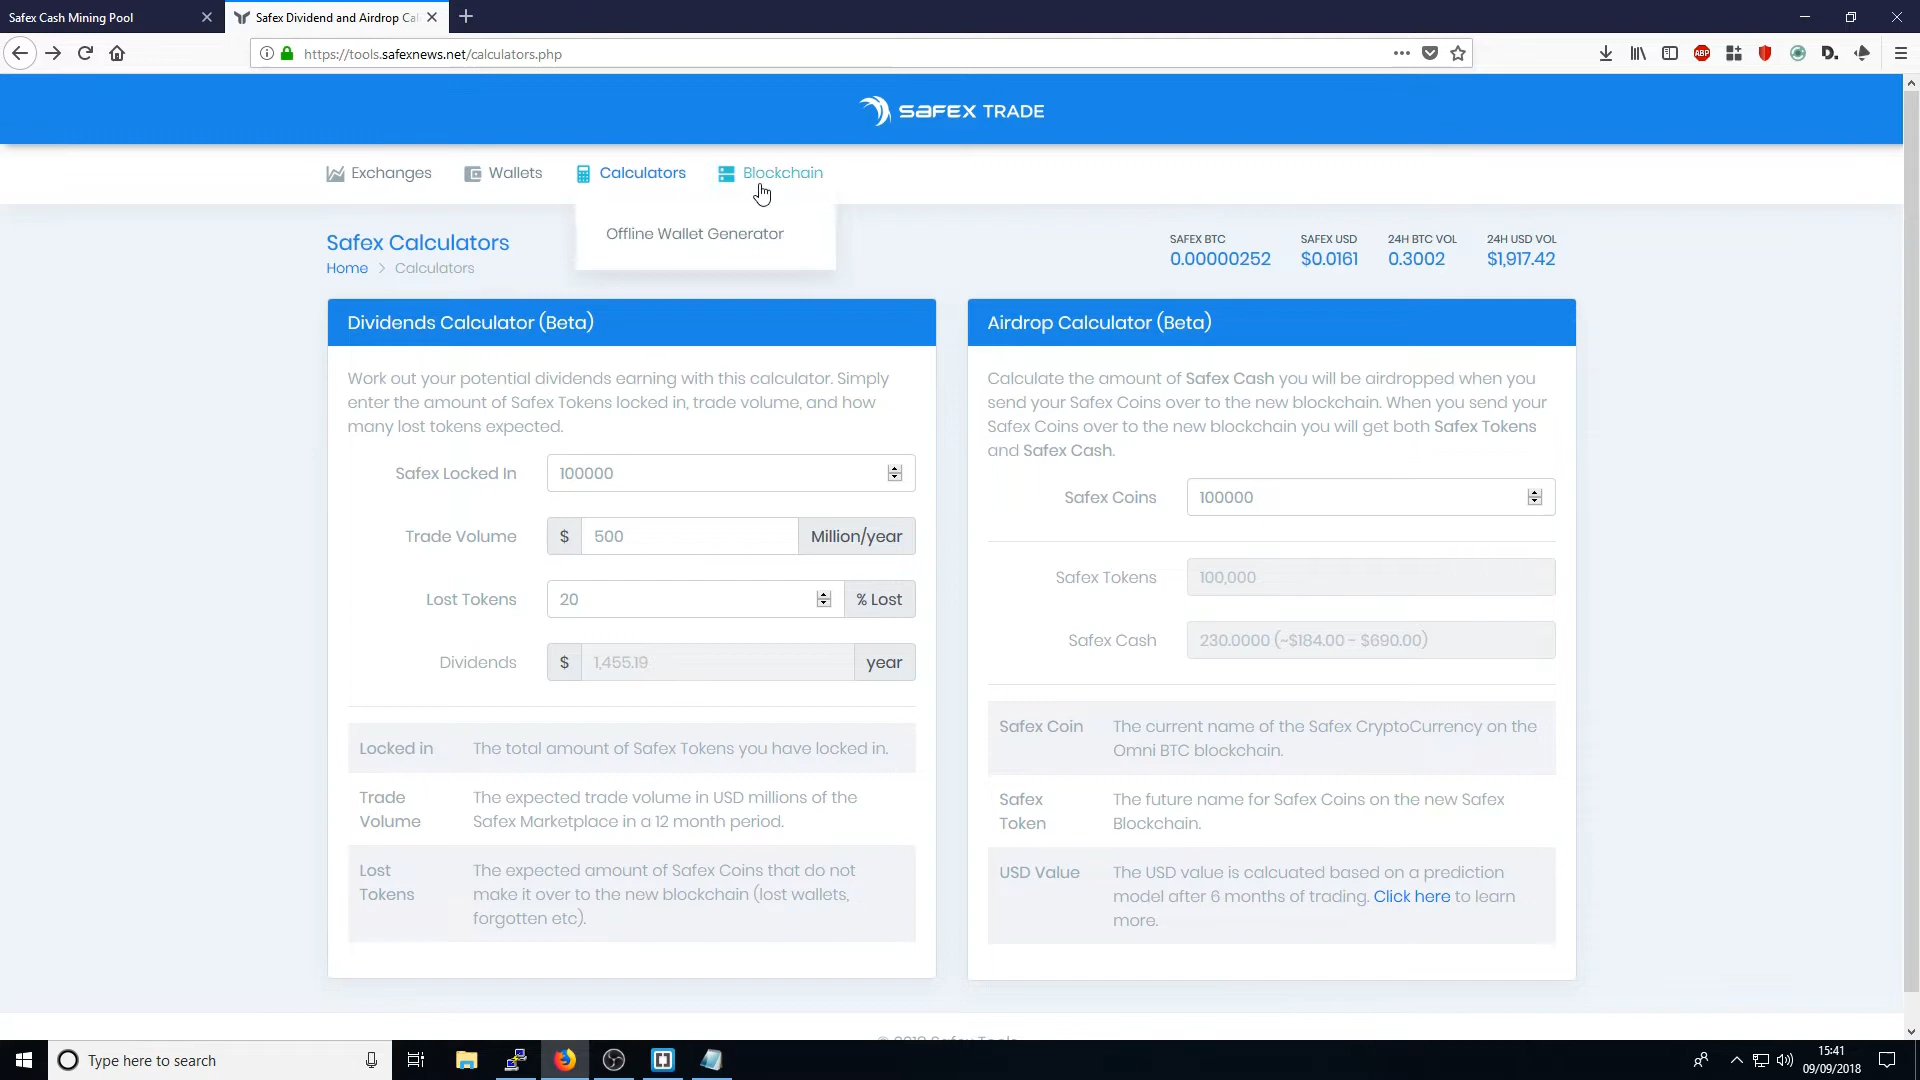 Safex Cash Mining Pool
Safex Dividend and Airdrop Cal
https://tools.safexnews.net/calculators.php
ABP
D.
SAFEX TRADE
Exchanges
Wallets
Calculators
Blockchain
Offline Wallet Generator
Safex Calculators
Home > Calculators
SAFEX BTC
0.00000252
SAFEX USD
$0.0161
24H BTC VOL
0.3002
24H USD VOL
$1,917.42
Dividends Calculator (Beta)
Work out your potential dividends earning with this calculator. Simply
enter the amount of Safex Tokens locked in, trade volume, and how
many lost tokens expected.
Safex Locked In
100000
Trade Volume
$ 500 Million/year
Lost Tokens
20 % Lost
Dividends
$ 1,455.19 year
Locked in
The total amount of Safex Tokens you have locked in.
Trade
Volume
The expected trade volume in USD millions of the
Safex Marketplace in a 12 month period.
Lost
Tokens
The expected amount of Safex Coins that do not
make it over to the new blockchain (lost wallets,
forgotten etc).
Airdrop Calculator (Beta)
Calculate the amount of Safex Cash you will be airdropped when you
send your Safex Coins over to the new blockchain. When you send your
Safex Coins over to the new blockchain you will get both Safex Tokens
and Safex Cash.
Safex Coins
100000
Safex Tokens
100,000
Safex Cash
230.0000 (~$184.00 - $690.00)
Safex Coin
The current name of the Safex CryptoCurrency on the
Omni BTC blockchain.
Safex
Token
The future name for Safex Coins on the new Safex
Blockchain.
USD Value
The USD value is calcuated based on a prediction
model after 6 months of trading. Click here to learn
more.
Type here to search
15:41
09/09/2018